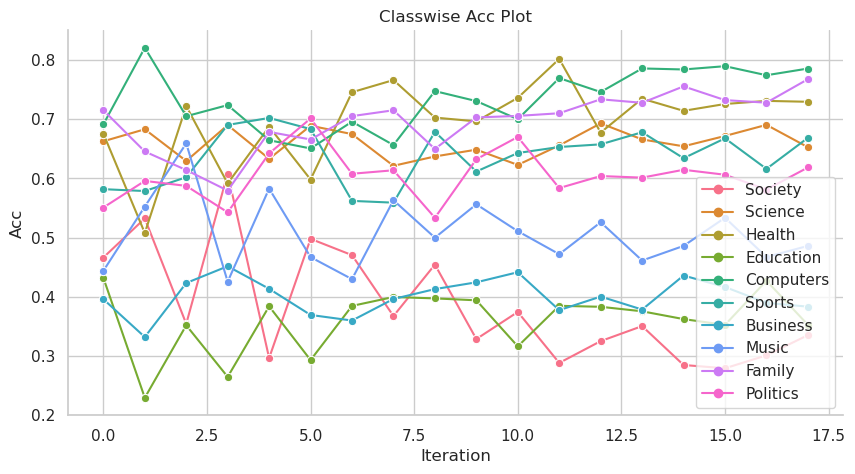 Classwise Acc Plot
Acc
0.8
0.7
0.6
0.5
0.4
0.3
0.2
0.0 2.5 5.0 7.5 10.0 12.5 15.0 17.5
Iteration
Society
Science
Health
Education
Computers
Sports
Business
Music
Family
Politics